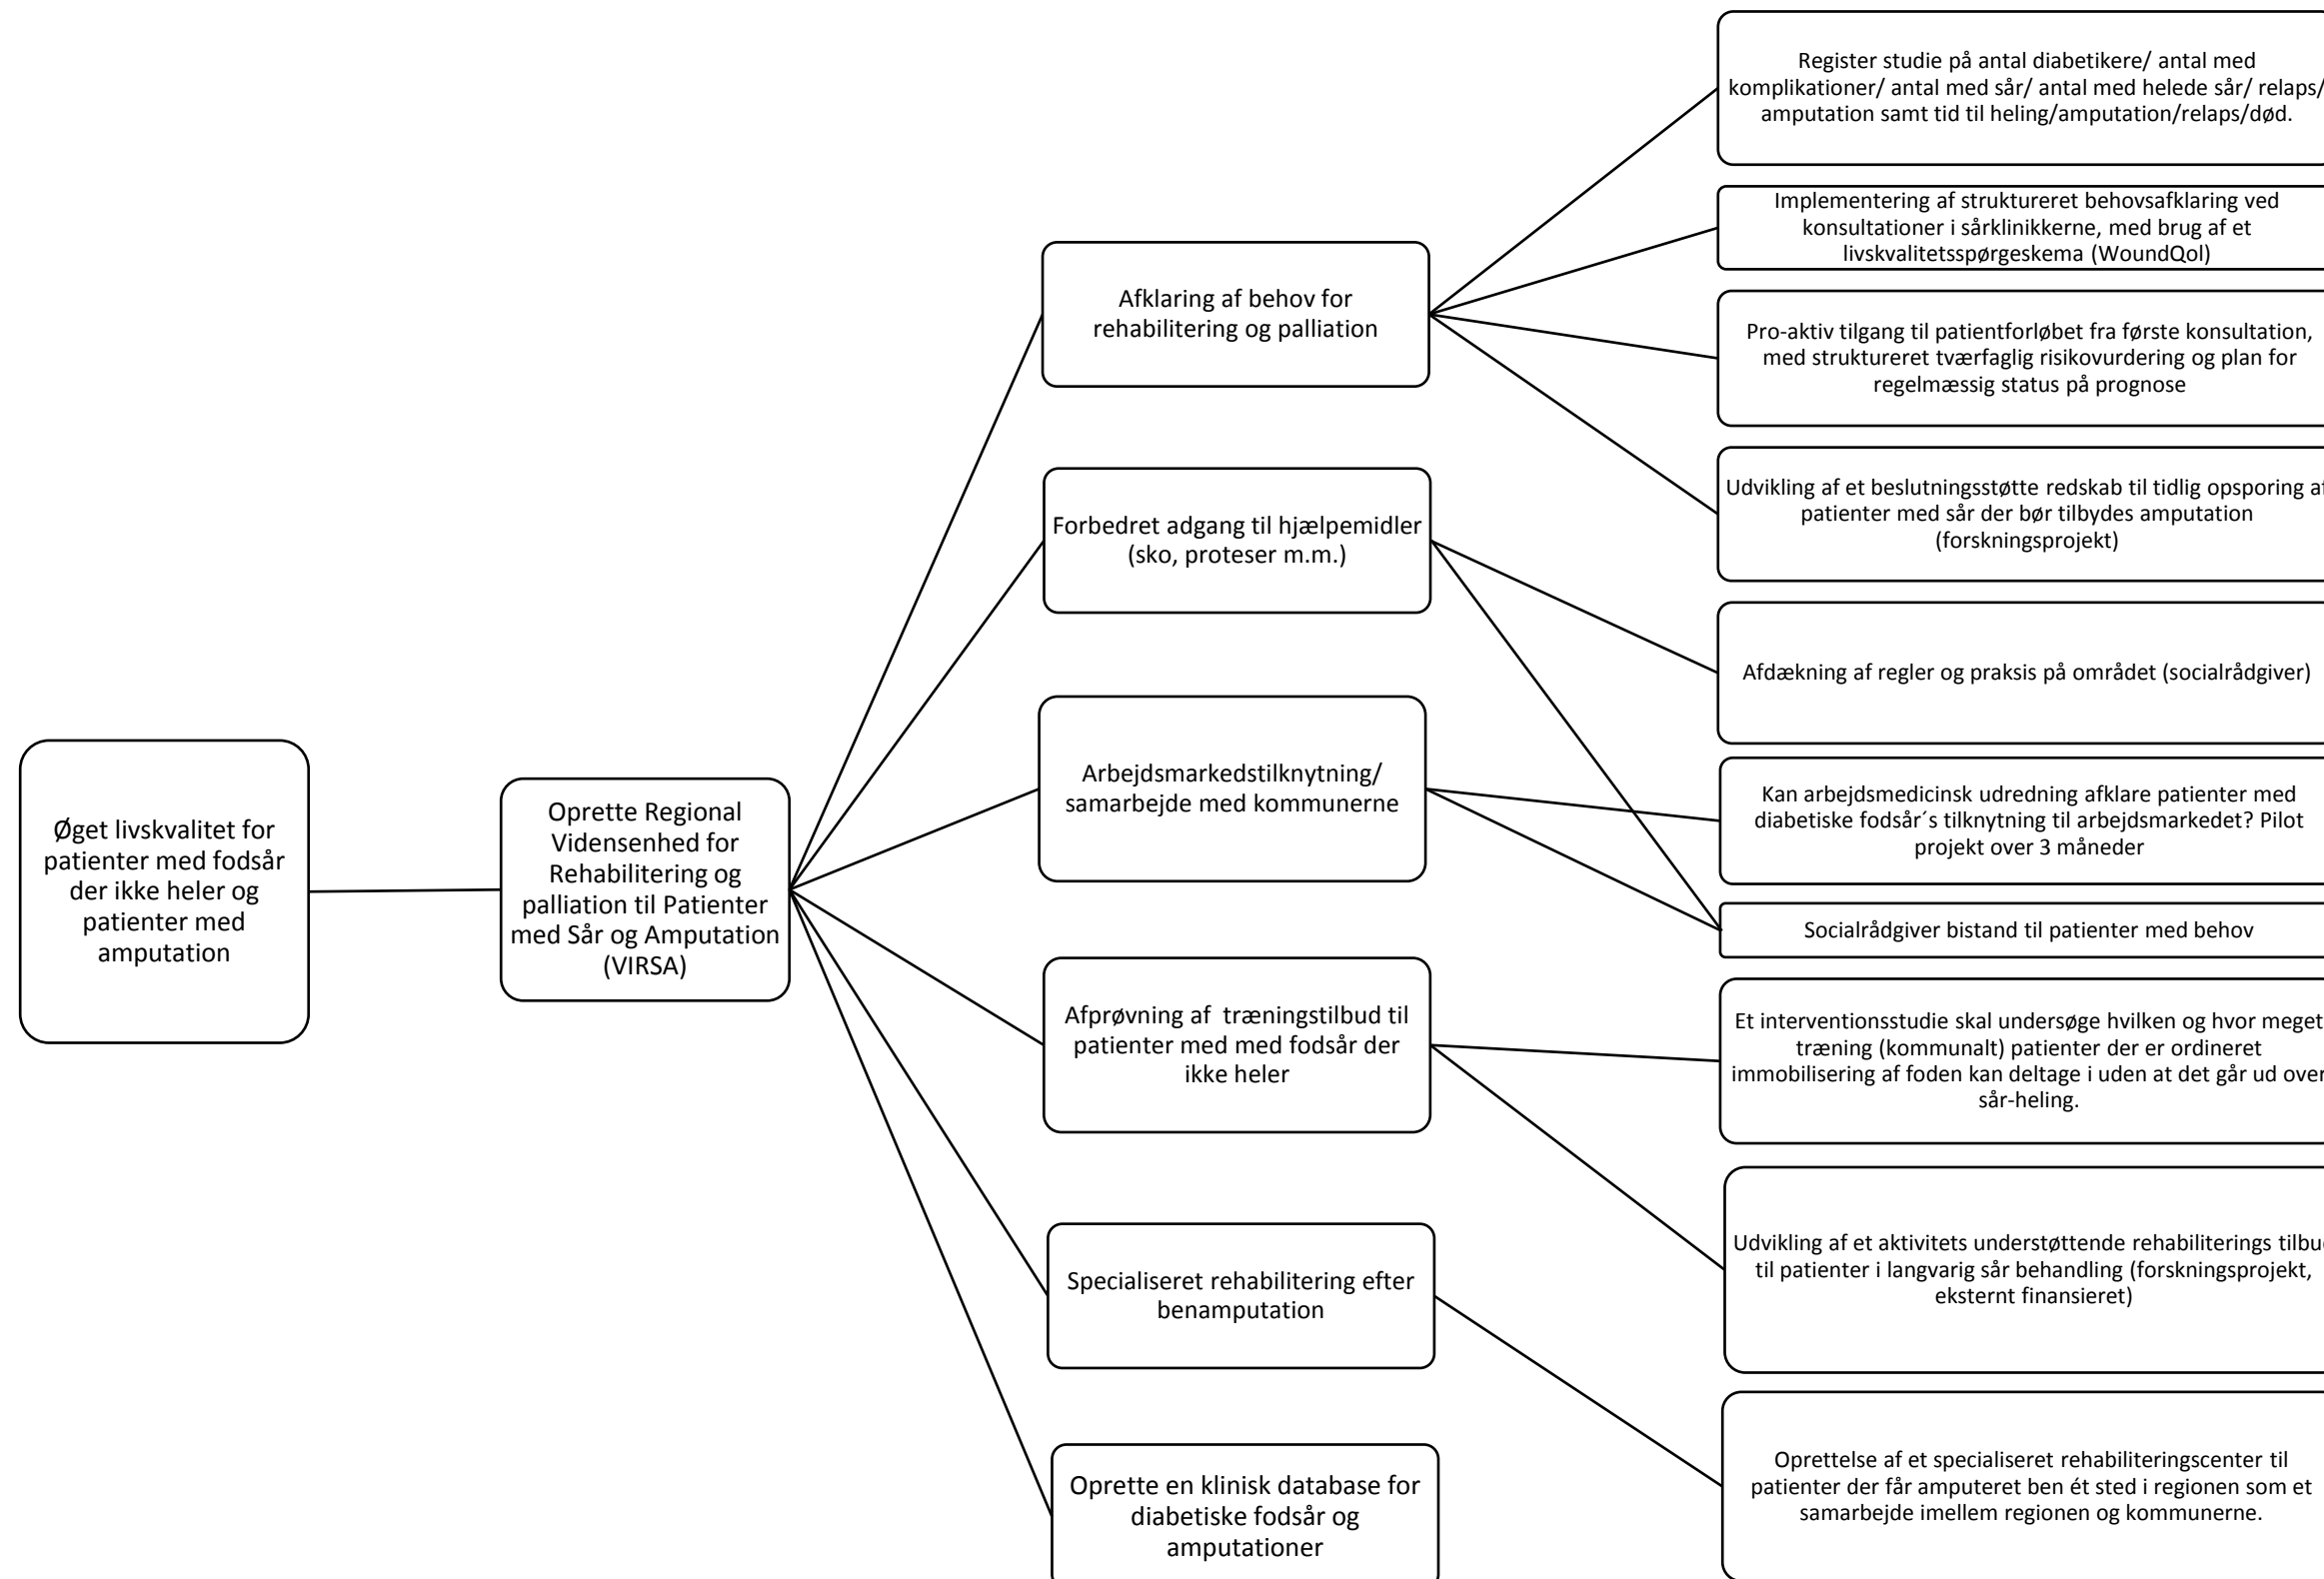 Øget livskvalitet for
patienter med fodsår
der ikke heler og
patienter med
amputation
Oprette Regional
Vidensenhed for
Rehabilitering og
palliation til Patienter
med Sår og Amputation
(VIRSA)
Afklaring af behov for
rehabilitering og palliation
Forbedret adgang til hjælpemidler
(sko, proteser m.m.)
Arbejdsmarkedstilknytning/
samarbejde med kommunerne
Afprøvning af  træningstilbud til
patienter med med fodsår der
ikke heler
Specialiseret rehabilitering efter
benamputation
Oprette en klinisk database for
diabetiske fodsår og
amputationer
Register studie på antal diabetikere/ antal med
komplikationer/ antal med sår/ antal med helede sår/ relaps/
amputation samt tid til heling/amputation/relaps/død.
Implementering af struktureret behovsafklaring ved
konsultationer i sårklinikkerne, med brug af et
livskvalitetsspørgeskema (WoundQol)
Pro-aktiv tilgang til patientforløbet fra første konsultation,
med struktureret tværfaglig risikovurdering og plan for
regelmæssig status på prognose
Udvikling af et beslutningsstøtte redskab til tidlig opsporing af
patienter med sår der bør tilbydes amputation
(forskningsprojekt)
Afdækning af regler og praksis på området (socialrådgiver)
Kan arbejdsmedicinsk udredning afklare patienter med
diabetiske fodsår´s tilknytning til arbejdsmarkedet? Pilot
projekt over 3 måneder
Socialrådgiver bistand til patienter med behov
Et interventionsstudie skal undersøge hvilken og hvor meget
træning (kommunalt) patienter der er ordineret
immobilisering af foden kan deltage i uden at det går ud over
sår-heling.
Udvikling af et aktivitets understøttende rehabiliterings tilbud
til patienter i langvarig sår behandling (forskningsprojekt,
eksternt finansieret)
Oprettelse af et specialiseret rehabiliteringscenter til
patienter der får amputeret ben ét sted i regionen som et
samarbejde imellem regionen og kommunerne.